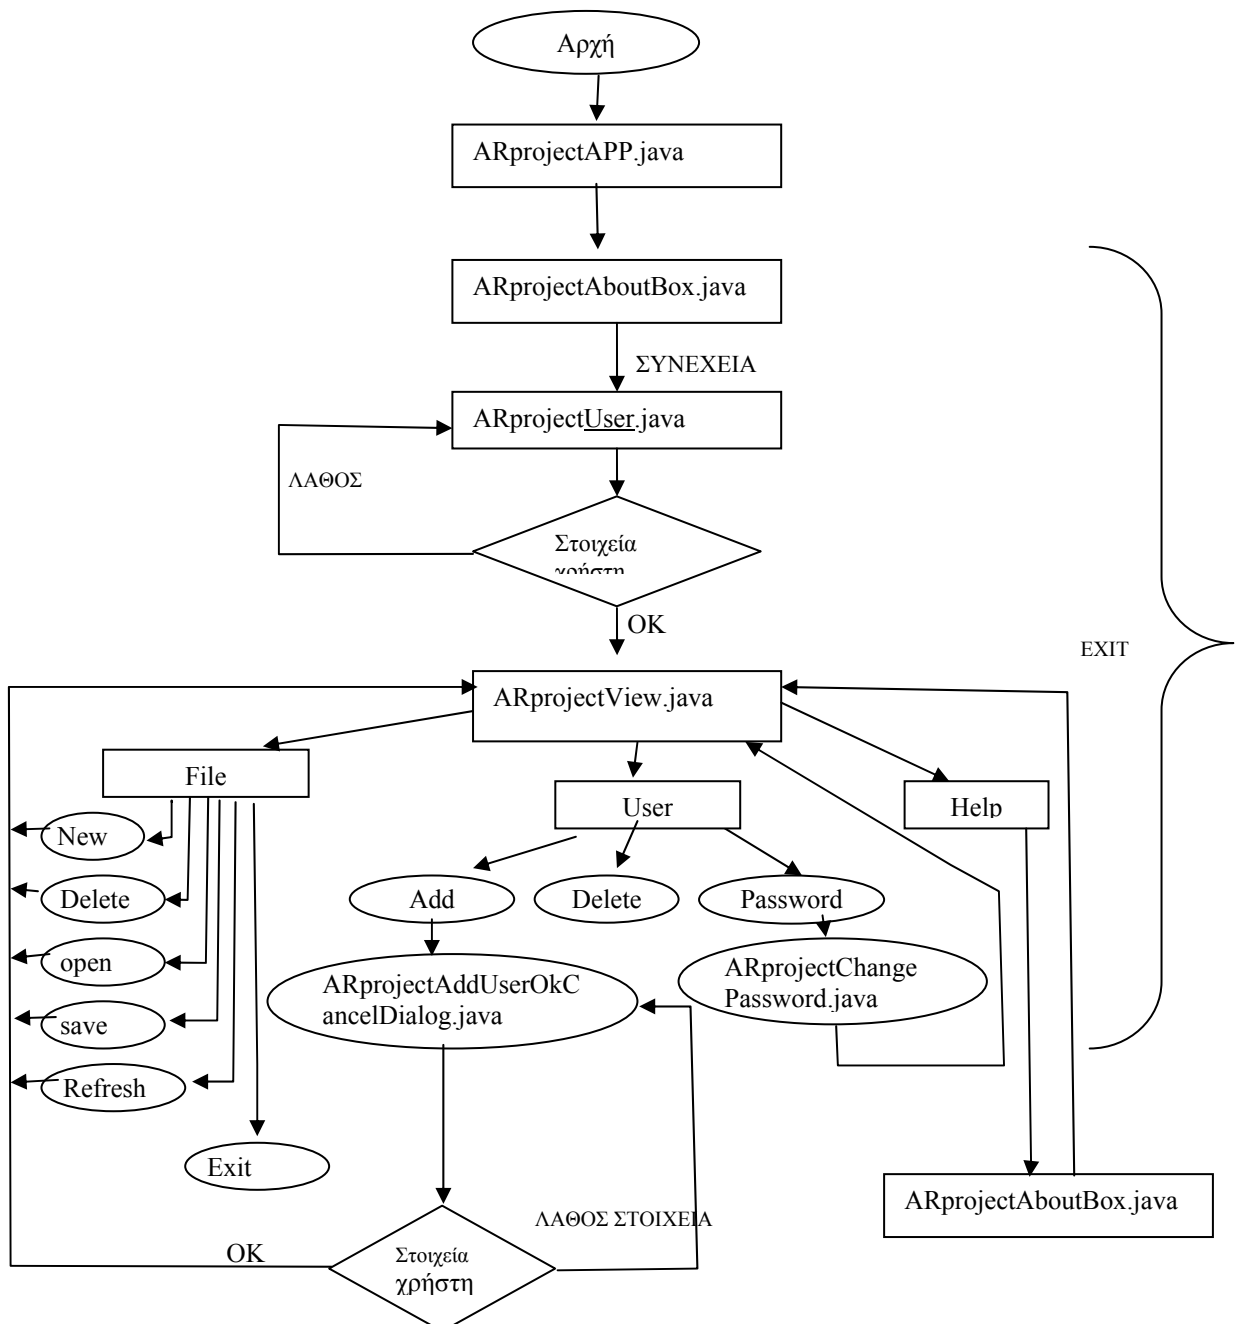 Αρχή
ARprojectAPP.java
ARprojectAboutBox.java
ΣΥΝΕΧΕΙΑ
ARprojectUser.java
ΛΑΘΟΣ
Στοιχεία
χρήστη
OK
EXIT
ARprojectView.java
File
User
Help
New
Delete
open
save
Refresh
Exit
Add
Delete
Password
ARprojectAddUserOkC
ancelDialog.java
ARprojectChange
Password.java
ARprojectAboutBox.java
ΛΑΘΟΣ ΣΤΟΙΧΕΙΑ
OK
Στοιχεία
χρήστη